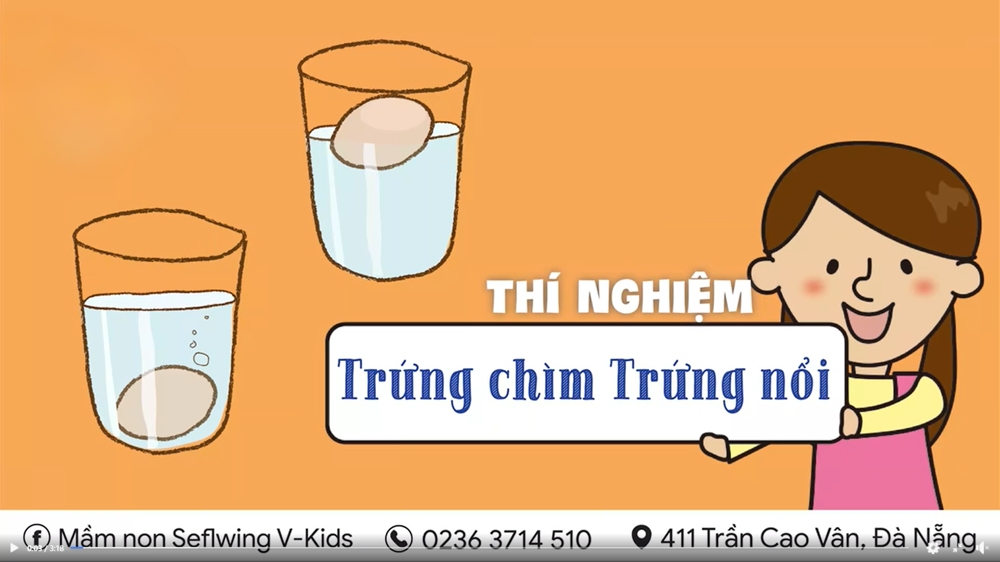 THÍ NGHIỆM
Trứng chìm Trứng nổi
Mầm non Seflwing V-Kids
0236 3714 510
411 Trần Cao Vân, Đà Nẵng
0:03 / 3:18